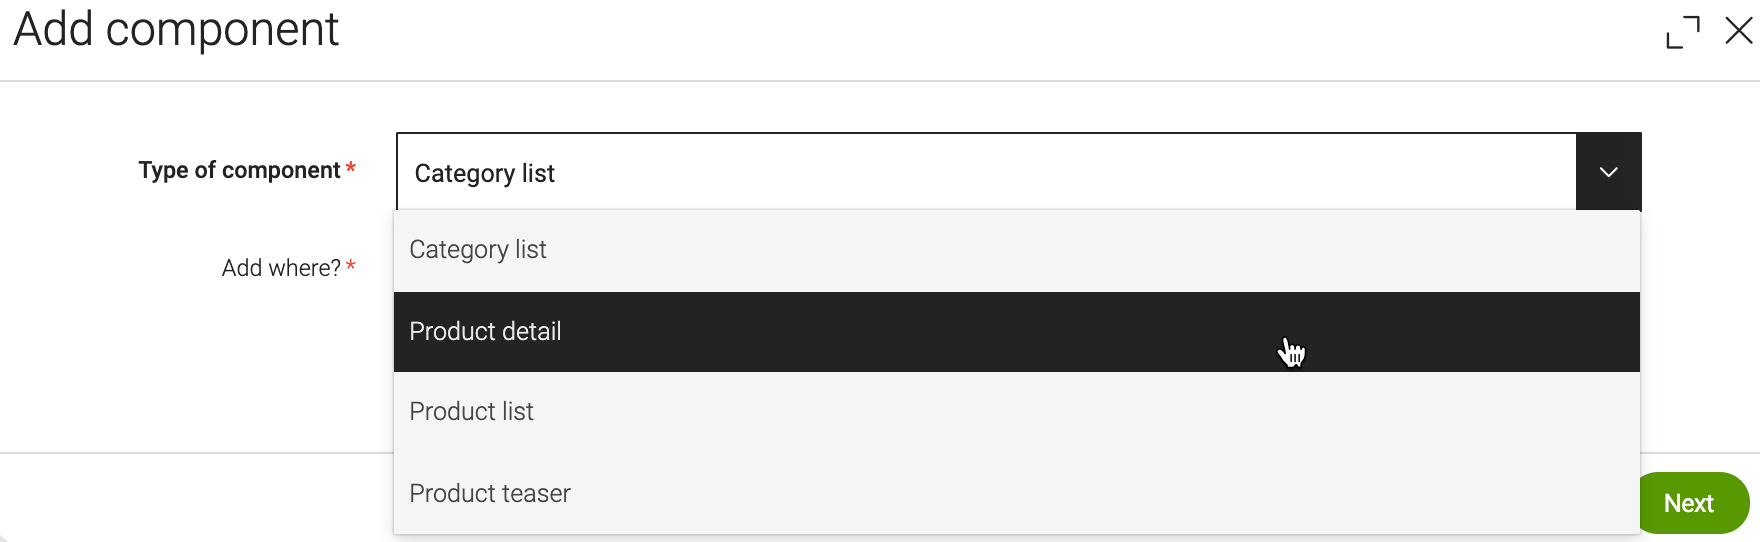 Add component
Type of component *
Category list
Add where? *
Category list
Product detail
Product list
Product teaser
Next